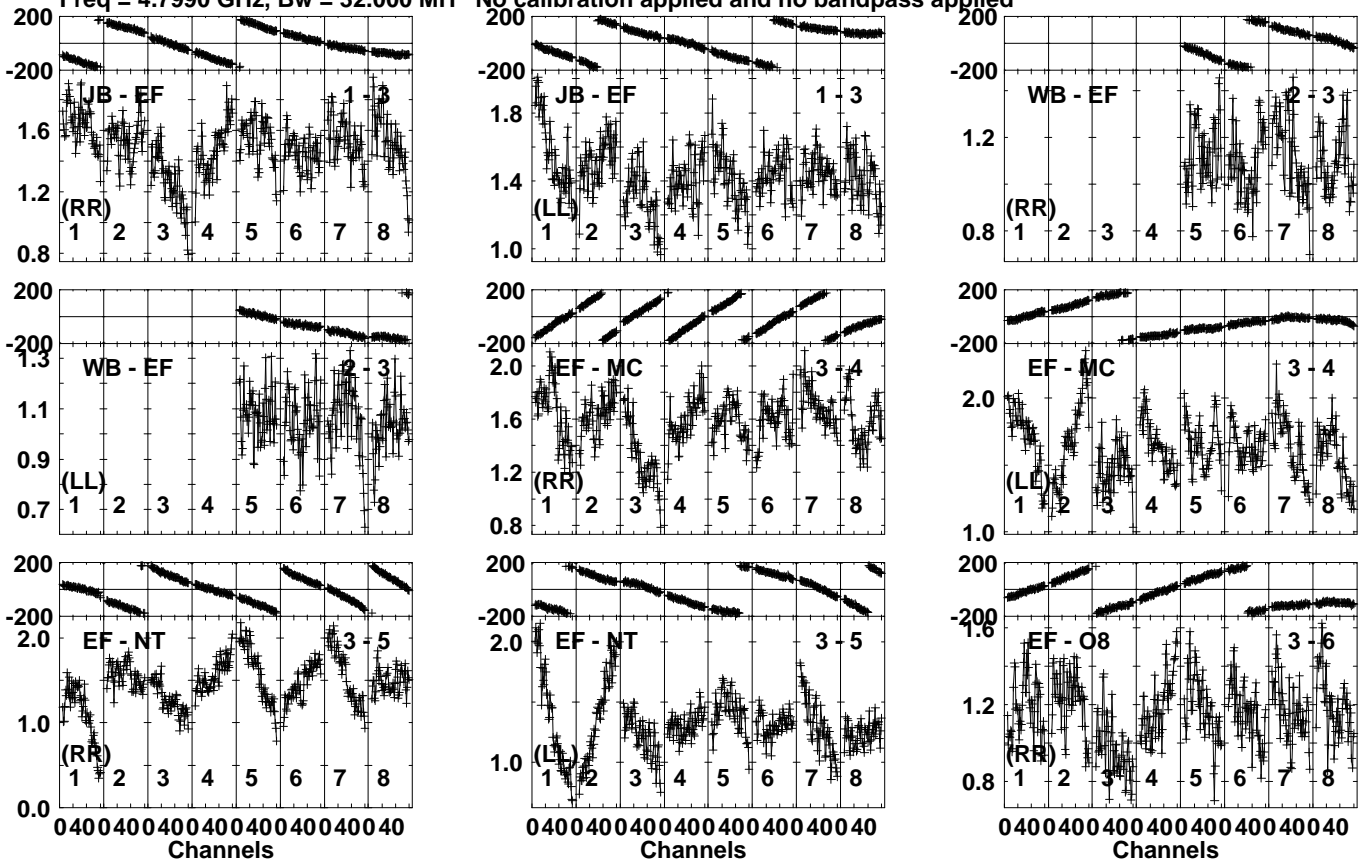 Freq = 4.7990 GHz, Bw = 32.000 MH No calibration applied and no bandpass applied
200
-200
JB - EF 1 - 3
1.6
1.2
0.8
(RR)
1 2 3 4 5 6 7 8
JB - EF 1 - 3
1.8
1.4
1.0
(LL)
1 2 3 4 5 6 7 8
200
-200
WB - EF 2 - 3
1.2
0.8
(RR)
1 2 3 4 5 6 7 8
200
-200
1.3
WB - EF 2 - 3
1.1
0.9
0.7
(LL)
1 2 3 4 5 6 7 8
200
-200
2.0
EF - MC 3 - 4
1.6
1.2
0.8
(RR)
1 2 3 4 5 6 7 8
200
-200
EF - MC 3 - 4
2.0
1.0
(LL)
1 2 3 4 5 6 7 8
200
-200
2.0
EF - NT 3 - 5
1.0
0.0
(RR)
1 2 3 4 5 6 7 8
0 40 0 40 0 40 0 40 0 40 0 40 0 40 0 40
Channels
200
-200
2.0
EF - NT 3 - 5
1.0
(LL)
1 2 3 4 5 6 7 8
0 40 0 40 0 40 0 40 0 40 0 40 0 40 0 40
Channels
200
-200
1.6
EF - O8 3 - 6
1.2
0.8
(RR)
1 2 3 4 5 6 7 8
0 40 0 40 0 40 0 40 0 40 0 40 0 40 0 40
Channels